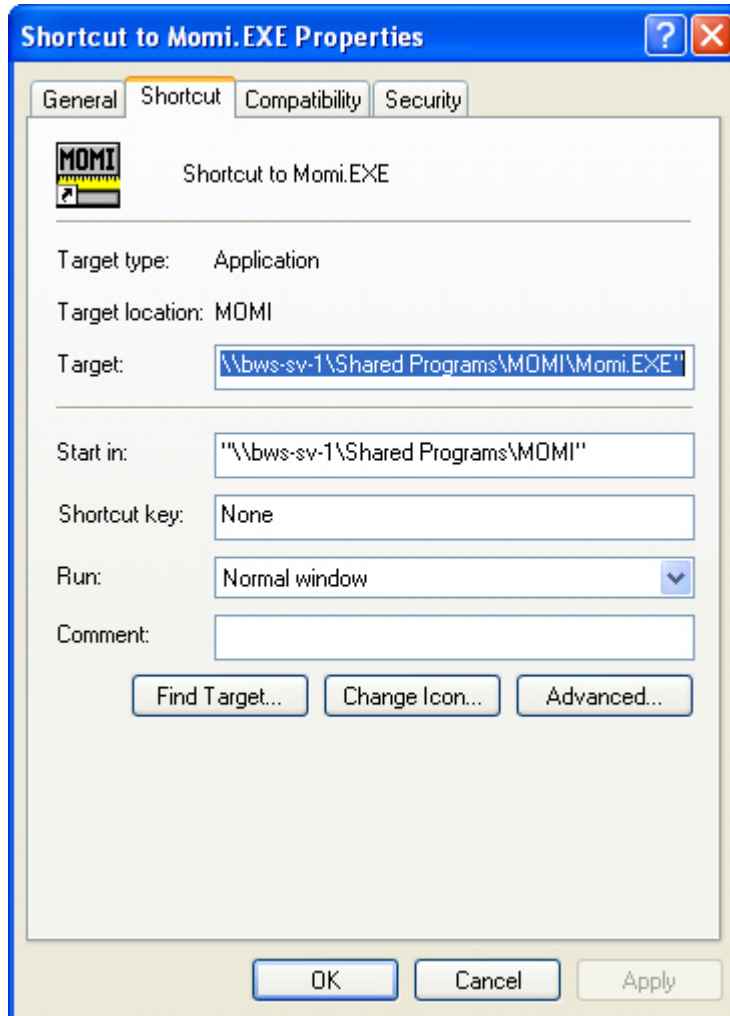 Shortcut to Momi.EXE Properties
General Shortcut Compatibility Security
MOMI
Shortcut to Momi.EXE
Target type: Application
Target location: MOMI
Target: \\bws-sv-1\Shared Programs\MOMI\Momi.EXE"
Start in: "\\bws-sv-1\Shared Programs\MOMI"
Shortcut key: None
Run: Normal window
Comment:
Find Target... Change Icon... Advanced...
OK Cancel Apply